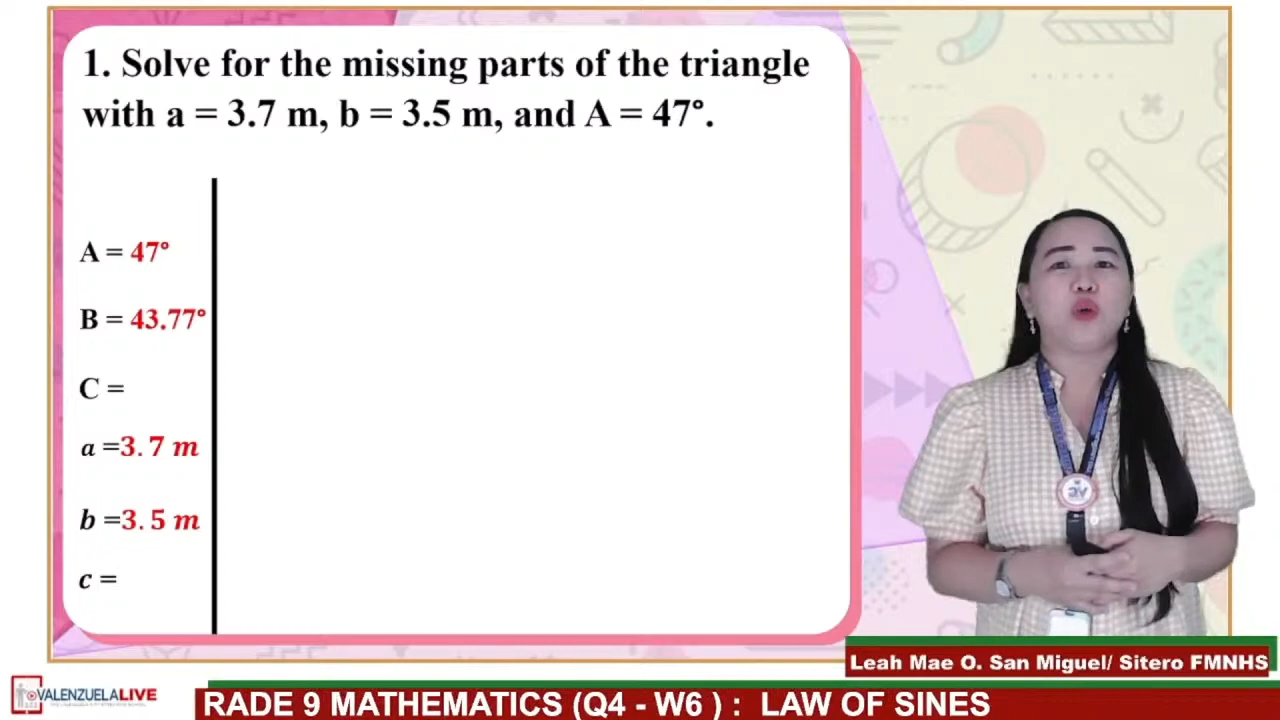 1. Solve for the missing parts of the triangle
with a = 3.7 m, b = 3.5 m, and A = 47°.
A = 47°
B = 43.77°
C =
a =3.7 m
b =3.5 m
c =
Leah Mae O. San Miguel/ Sitero FMNHS
VALENZUELALIVE
RADE 9 MATHEMATICS (Q4 - W6 ) : LAW OF SINES